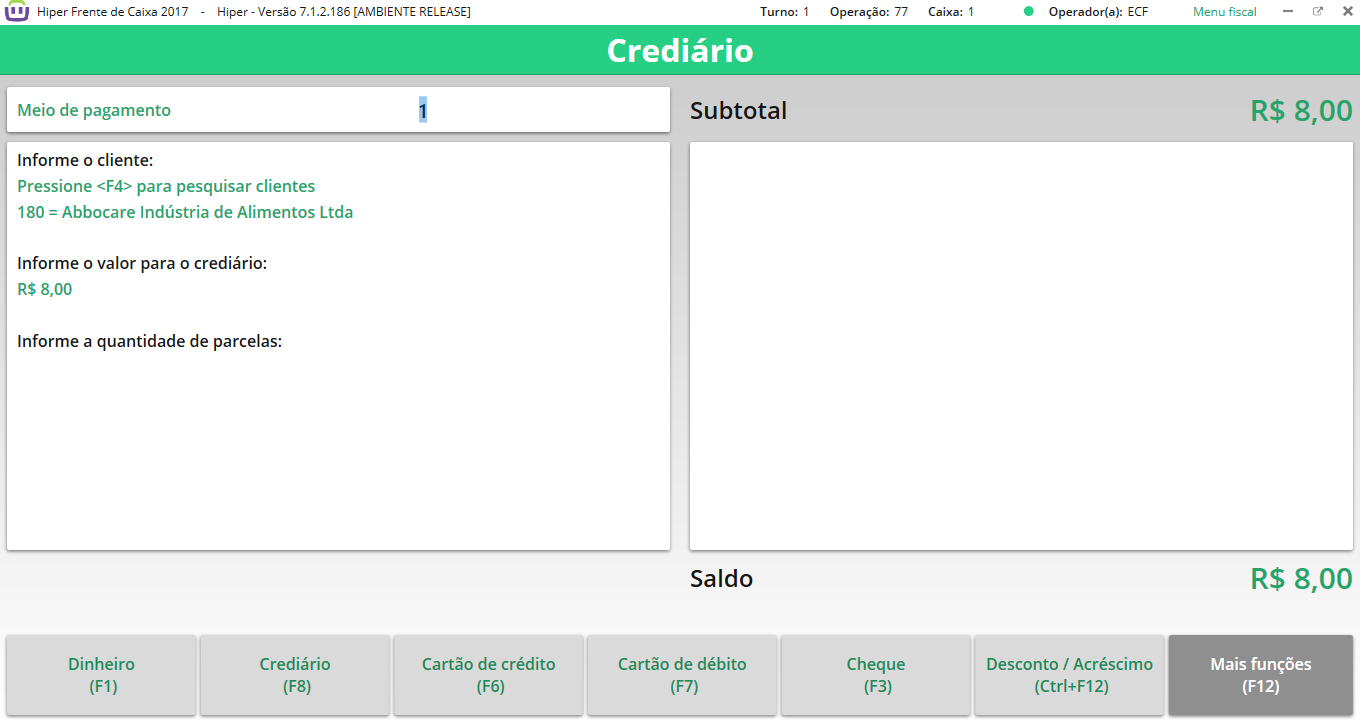 Hiper Frente de Caixa 2017 - Hiper - Versão 7.1.2.186 [AMBIENTE RELEASE] Turno: 1 Operação: 77 Caixa: 1 Operador(a): ECF Menu fiscal
Crediário
Meio de pagamento 1
Subtotal R$ 8,00
Informe o cliente:
Pressione <F4> para pesquisar clientes
180 = Abbocare Indústria de Alimentos Ltda
Informe o valor para o crediário:
R$ 8,00
Informe a quantidade de parcelas:
Saldo R$ 8,00
Dinheiro
(F1)
Crediário
(F8)
Cartão de crédito
(F6)
Cartão de débito
(F7)
Cheque
(F3)
Desconto / Acréscimo
(Ctrl+F12)
Mais funções
(F12)